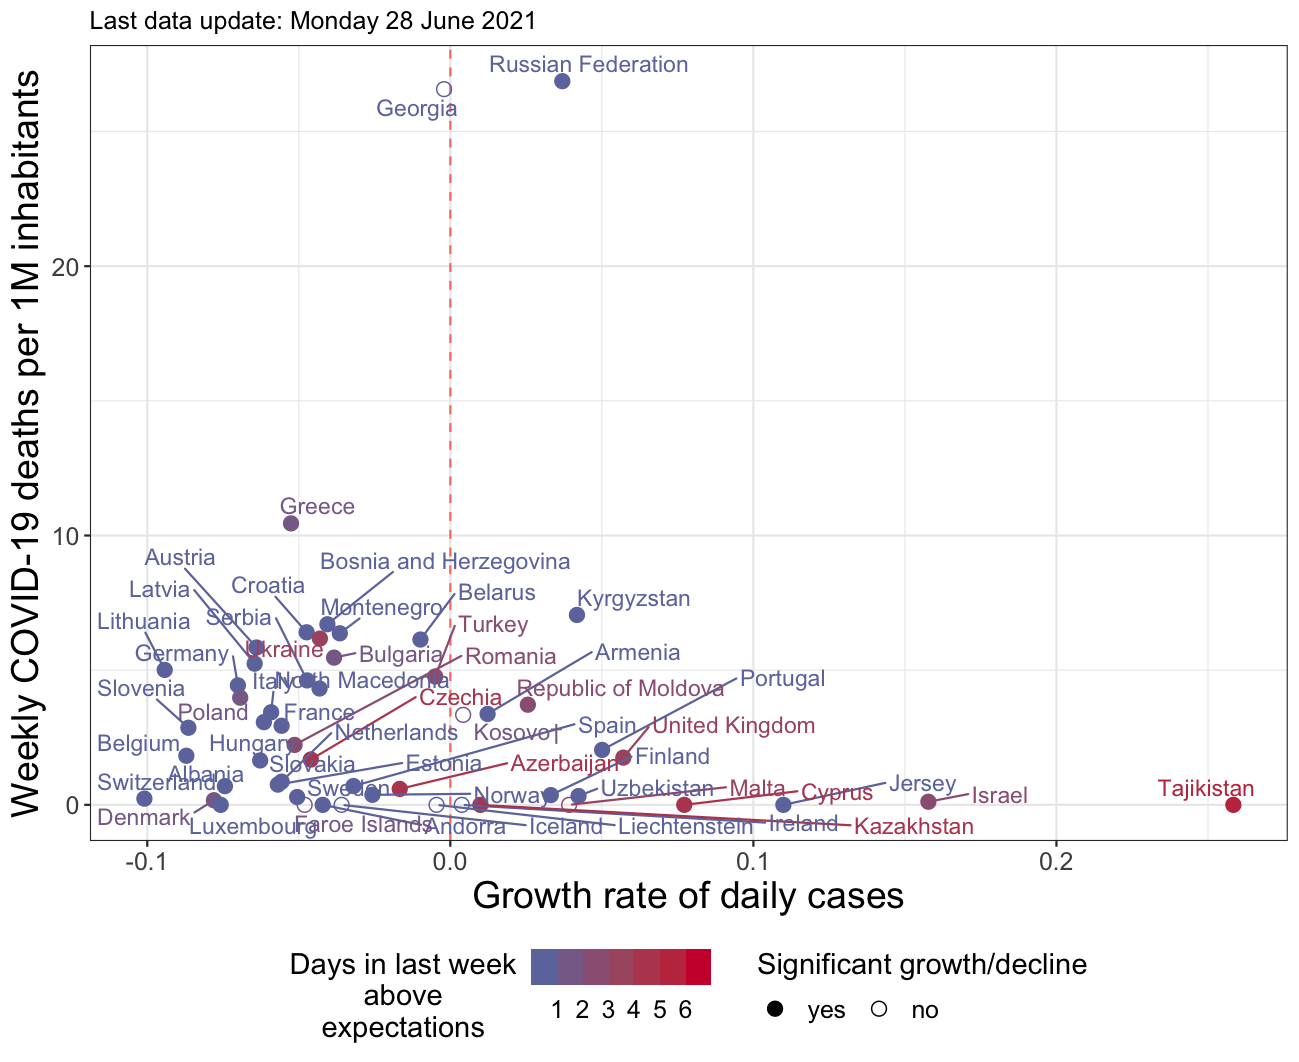 Last data update: Monday 28 June 2021
Weekly COVID-19 deaths per 1M inhabitants
Russian Federation
Georgia
20
Greece
10
Austria
Bosnia and Herzegovina
Latvia
Croatia
Belarus
Kyrgyzstan
Montenegro
Lithuania
Serbia
Turkey
Ukraine
Germany
Bulgaria
Romania
Armenia
Italy
North Macedonia
Portugal
Slovenia
Republic of Moldova
Czechia
Poland
France
Kosovo†
Spain
United Kingdom
Netherlands
Belgium
Hungary
Finland
Slovakia
Estonia
Azerbaijan
Albania
Switzerland
Sweden
Norway
Uzbekistan
Malta
Cyprus
Jersey
Israel
Tajikistan
0
Denmark
Luxembourg
Faroe Islands
Andorra
Iceland
Liechtenstein
Ireland
Kazakhstan
-0.1 0.0 0.1 0.2
Growth rate of daily cases
Days in last week
above
expectations
1 2 3 4 5 6
Significant growth/decline
yes no